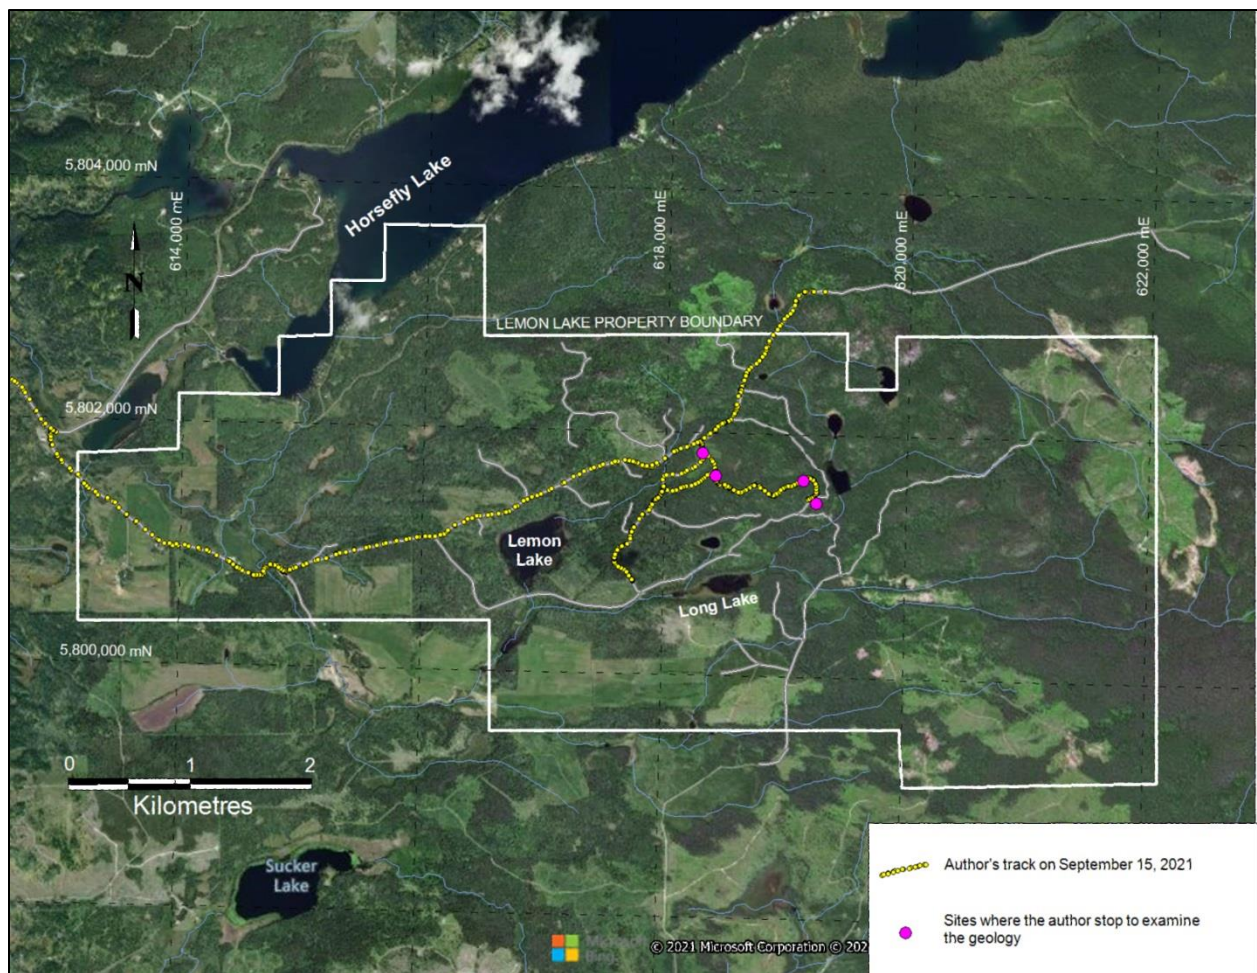 5,804,000 mN
Horsefly Lake
614,000 mE
618,000 mE
620,000 mE
622,000 mE
N
LEMON LAKE PROPERTY BOUNDARY
5,802,000 mN
Lemon
Lake
Long Lake
5,800,000 mN
0 1 2
Kilometres
Sucker
Lake
Author's track on September 15, 2021
Sites where the author stop to examine
the geology
Microsoft
Bing
© 2021 Microsoft Corporation © 202